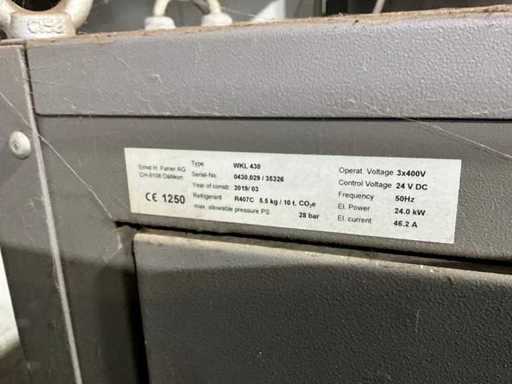 Ernst H. Furrer AG
CH-8108 Dällikon
CE 1250
Type WKL 430
Serial-No. 0430.029 / 35326
Year of constr. 2019/ 03
Refrigerant R407C 5.5 kg / 10 t. CO₂e
max. allowable pressure PS 28 bar
Operat. Voltage 3x400V
Control Voltage 24 V DC
Frequency 50Hz
El. Power 24.0 kW
El. current 46.2 A